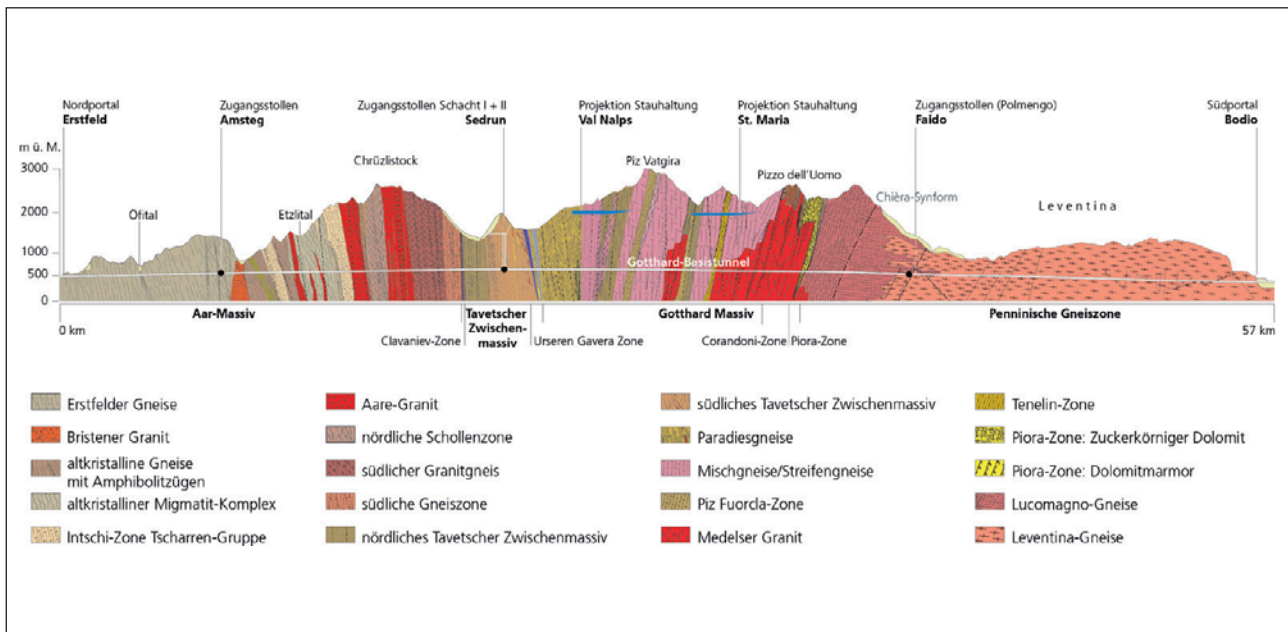 Nordportal
Erstfeld
Zugangsstollen
Amsteg
Zugangsstollen Schacht I + II
Sedrun
Projektion Stauhaltung
Val Nalps
Projektion Stauhaltung
St. Maria
Zugangsstollen (Polmengo)
Faido
Südportal
Bodio
m ü. M.
3000
2000
1000
500
0
Öfital
Etzlital
Chrüzlistock
Piz Vatgira
Pizzo dell'Uomo
Chièra-Synform
Leventina
Gotthard-Basistunnel
Aar-Massiv
Tavetscher
Zwischen-
massiv
Gotthard Massiv
Penninische Gneiszone
0 km
57 km
Clavaniev-Zone
Urseren Gavera Zone
Corandoni-Zone
Piora-Zone
Erstfelder Gneise
Bristener Granit
altkristalline Gneise
mit Amphibolitzügen
altkristalliner Migmatit-Komplex
Intschi-Zone Tscharren-Gruppe
Aare-Granit
nördliche Schollenzone
südlicher Granitgneis
südliche Gneiszone
nördliches Tavetscher Zwischenmassiv
südliches Tavetscher Zwischenmassiv
Paradiesgneise
Mischgneise/Streifengneise
Piz Fuorcla-Zone
Medelser Granit
Tenelin-Zone
Piora-Zone: Zuckerkörniger Dolomit
Piora-Zone: Dolomitmarmor
Lucomagno-Gneise
Leventina-Gneise